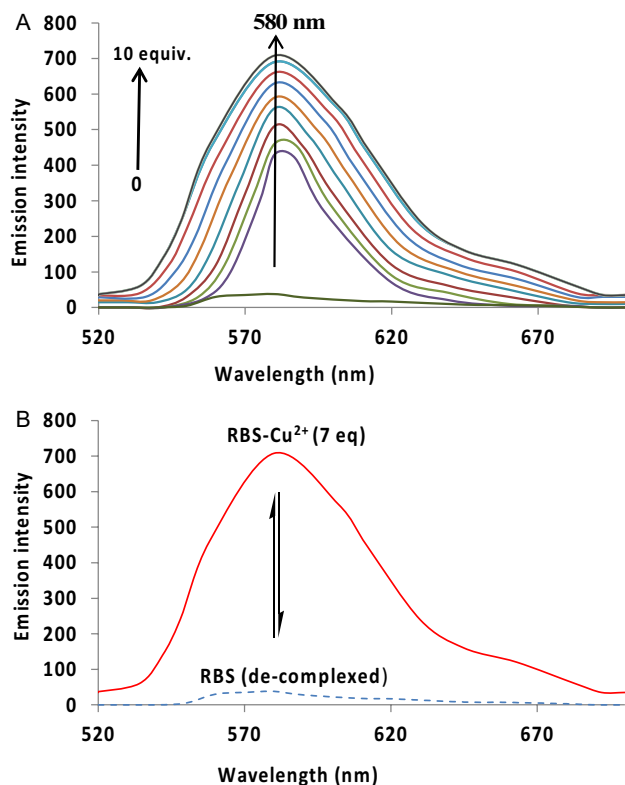 A
580 nm
10 equiv.
0
Emission intensity
800
700
600
500
400
300
200
100
0
520 570 620 670
Wavelength (nm)
B
RBS-Cu²⁺ (7 eq)
RBS (de-complexed)
Emission intensity
800
700
600
500
400
300
200
100
0
520 570 620 670
Wavelength (nm)